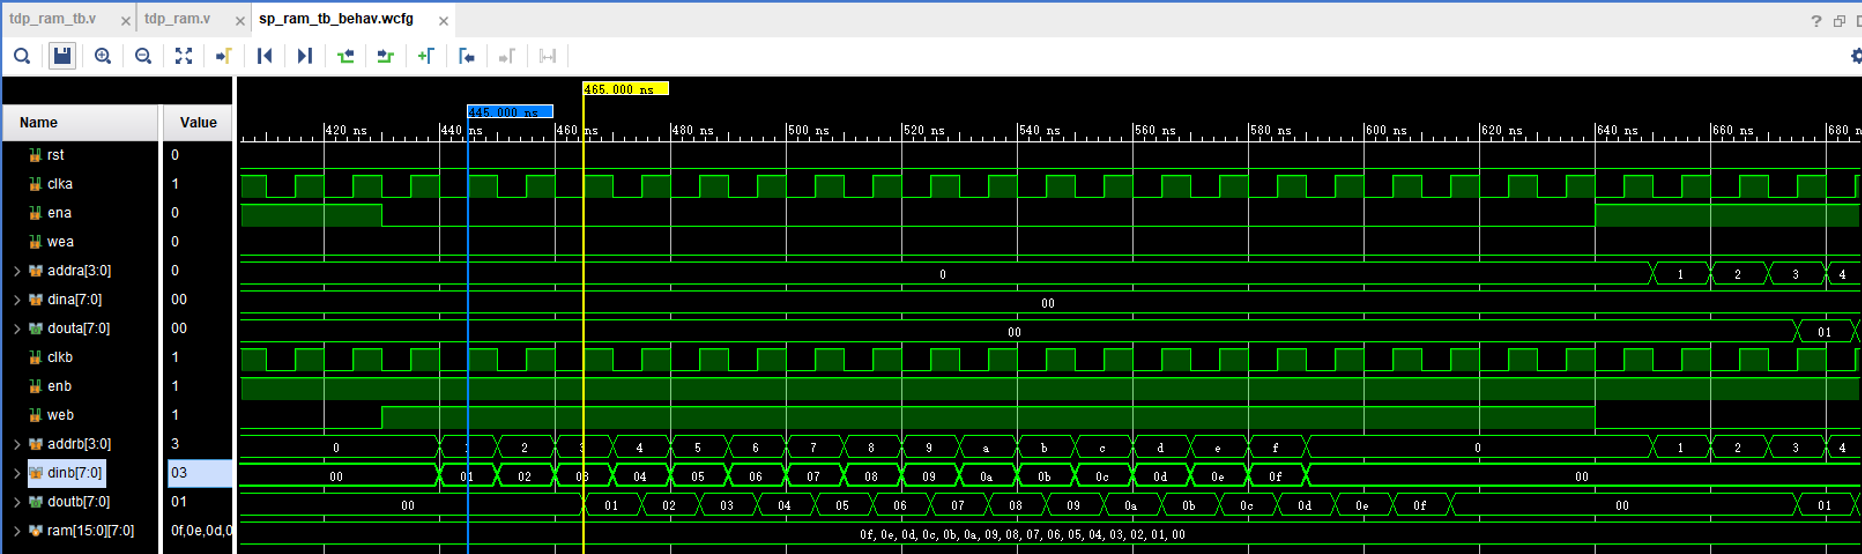 tdp_ram_tb.v × tdp_ram.v × sp_ram_tb_behav.wcfg ×
?
465.000 ns
445.000 ns
Name Value
420 ns 440 ns 460 ns 480 ns 500 ns 520 ns 540 ns 560 ns 580 ns 600 ns 620 ns 640 ns 660 ns 680 n
rst 0
clka 1
ena 0
wea 0
addra[3:0] 0 0 1 2 3 4
dina[7:0] 00 00
douta[7:0] 00 00 01
clkb 1
enb 1
web 1
addrb[3:0] 3 0 1 2 3 4 5 6 7 8 9 a b c d e f 0 1 2 3 4
dinb[7:0] 03 00 01 02 03 04 05 06 07 08 09 0a 0b 0c 0d 0e 0f 00
doutb[7:0] 01 00 01 02 03 04 05 06 07 08 09 0a 0b 0c 0d 0e 0f 00 01
ram[15:0][7:0] 0f,0e,0d,0 0f, 0e, 0d, 0c, 0b, 0a, 09, 08, 07, 06, 05, 04, 03, 02, 01, 00